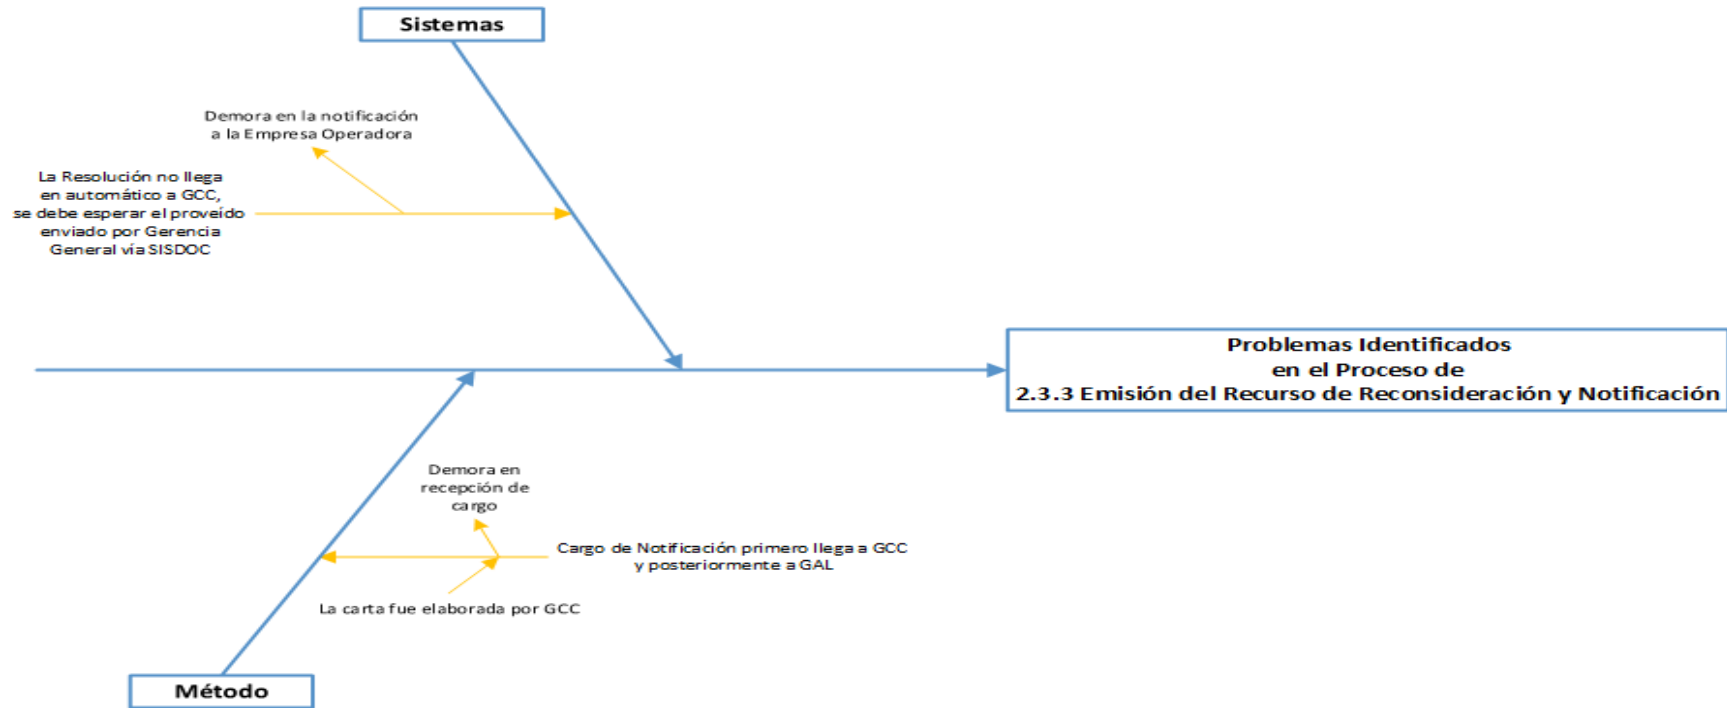 Sistemas
Demora en la notificación
a la Empresa Operadora
La Resolución no llega
en automático a GCC,
se debe esperar el proveído
enviado por Gerencia
General vía SISDOC
Problemas Identificados
en el Proceso de
2.3.3 Emisión del Recurso de Reconsideración y Notificación
Demora en
recepción de
cargo
Cargo de Notificación primero llega a GCC
y posteriormente a GAL
La carta fue elaborada por GCC
Método